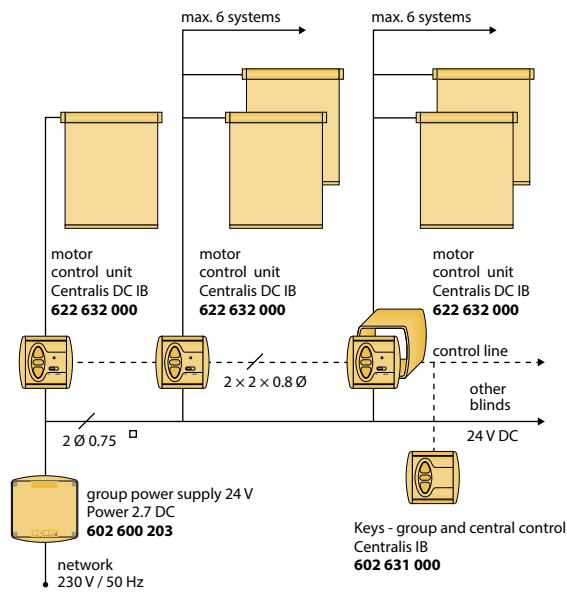 max. 6 systems
max. 6 systems
motor
control unit
Centralis DC IB
622 632 000
motor
control unit
Centralis DC IB
622 632 000
motor
control unit
Centralis DC IB
622 632 000
control line
2 × 2 × 0.8 Ø
other
blinds
2 Ø 0.75 □
24 V DC
group power supply 24 V
Power 2.7 DC
602 600 203
Keys - group and central control
Centralis IB
602 631 000
network
230 V / 50 Hz